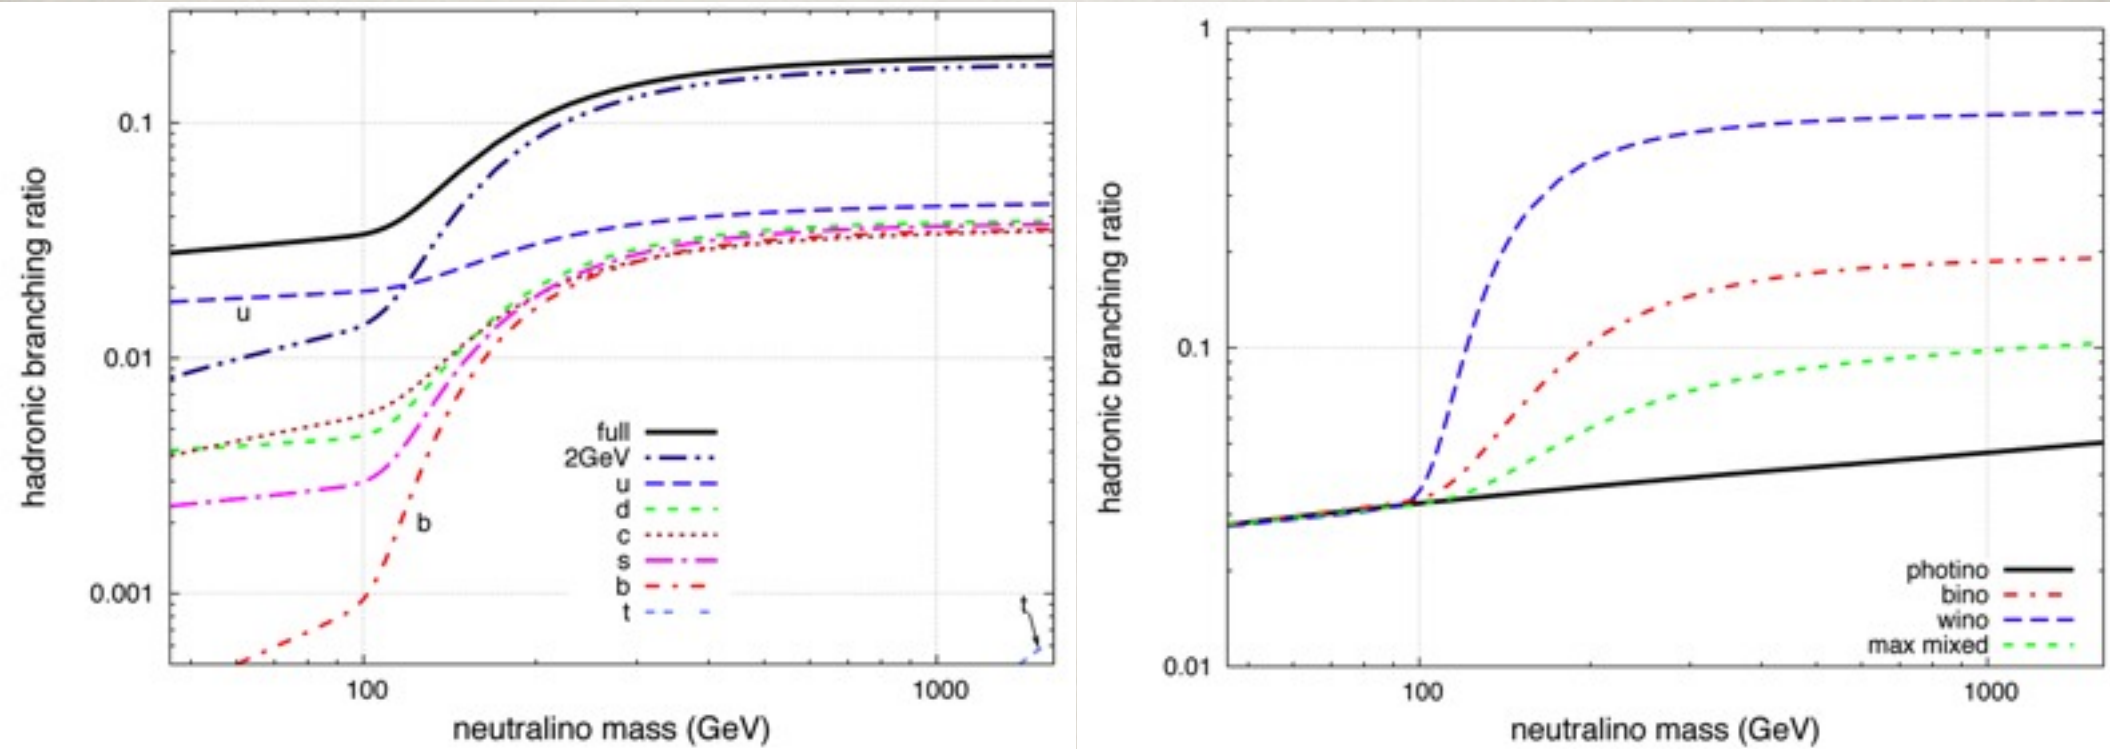 hadronic branching ratio
0.1
0.01
0.001
u
b
full
2GeV
u
d
c
s
b
t
t
100
1000
neutralino mass (GeV)
hadronic branching ratio
1
0.1
0.01
photino
bino
wino
max mixed
100
1000
neutralino mass (GeV)